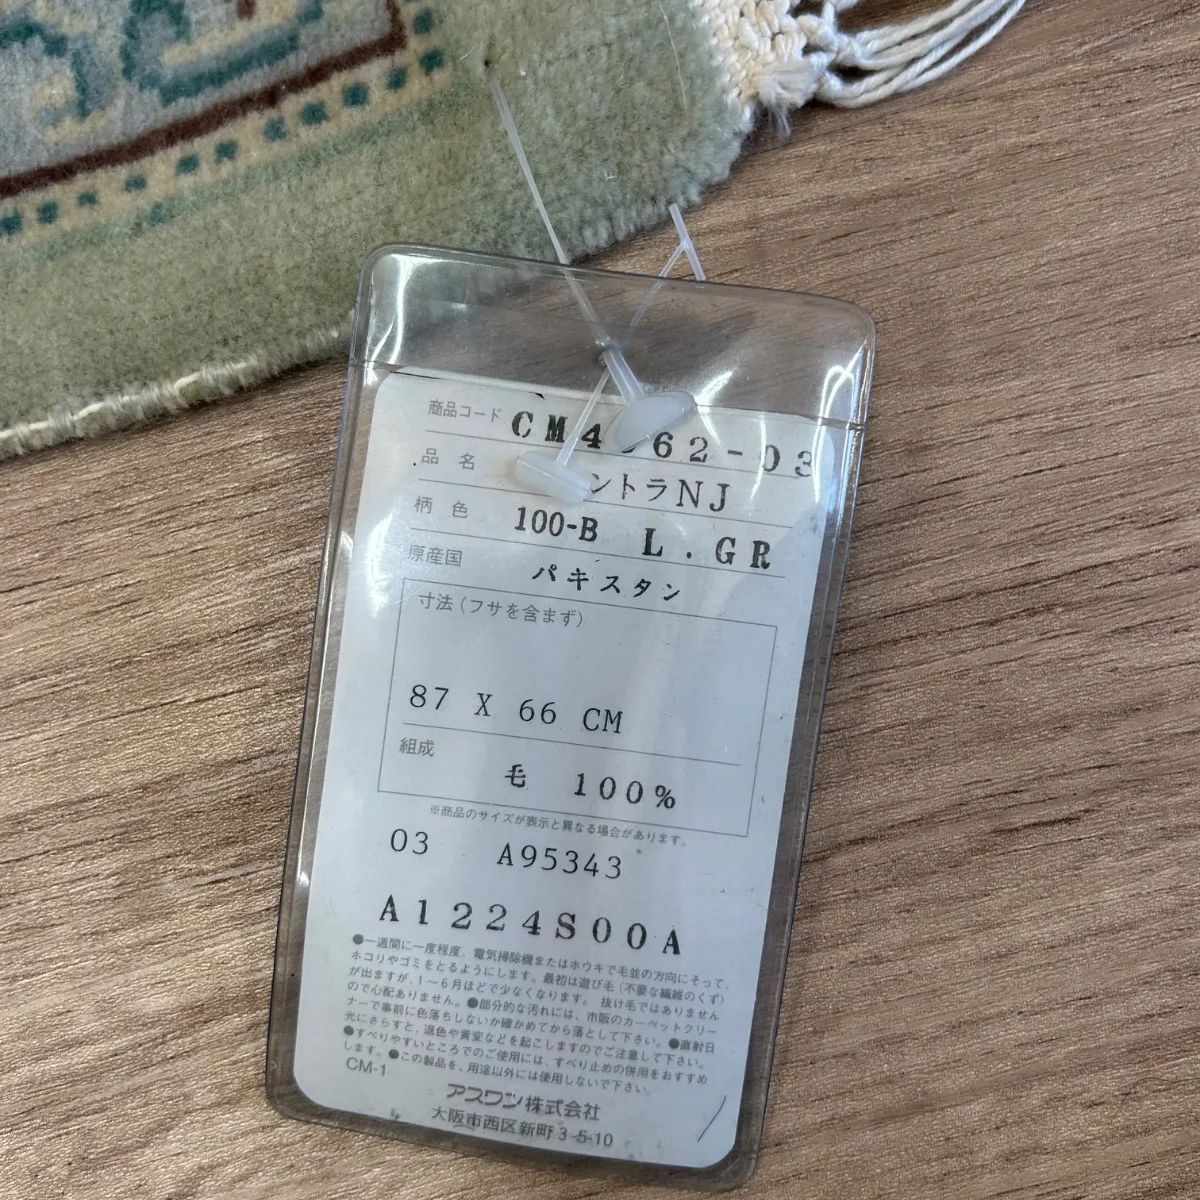 商品コード CM4 62-03
品名 ントラNJ
柄色 100-B L.GR
原産国 パキスタン
寸法(フサを含まず)
87 X 66 CM
組成
毛 100%
※商品のサイズが表示と異なる場合があります。
03 A95343
A1224S00A
●一週間に一度程度、電気掃除機またはホウキで毛並の方向にそって、
ホコリやゴミをとるようにします。最初は遊び毛(不要な繊維のくず)
が出ますが、1〜6月ほどで少なくなります。抜け毛ではありません
ので心配ありません。●部分的な汚れには、市販のカーペットクリー
ナーで事前に色落ちしないか確かめてから落として下さい。●直射日
光にさらすと、退色や黄変などを起こしますのでご注意して下さい。
●すべりやすいところでのご使用には、すべり止めの併用をおすすめ
します。●この製品を、用途以外には使用しないで下さい。
CM-1
アスワン株式会社
大阪市西区新町3-5-10